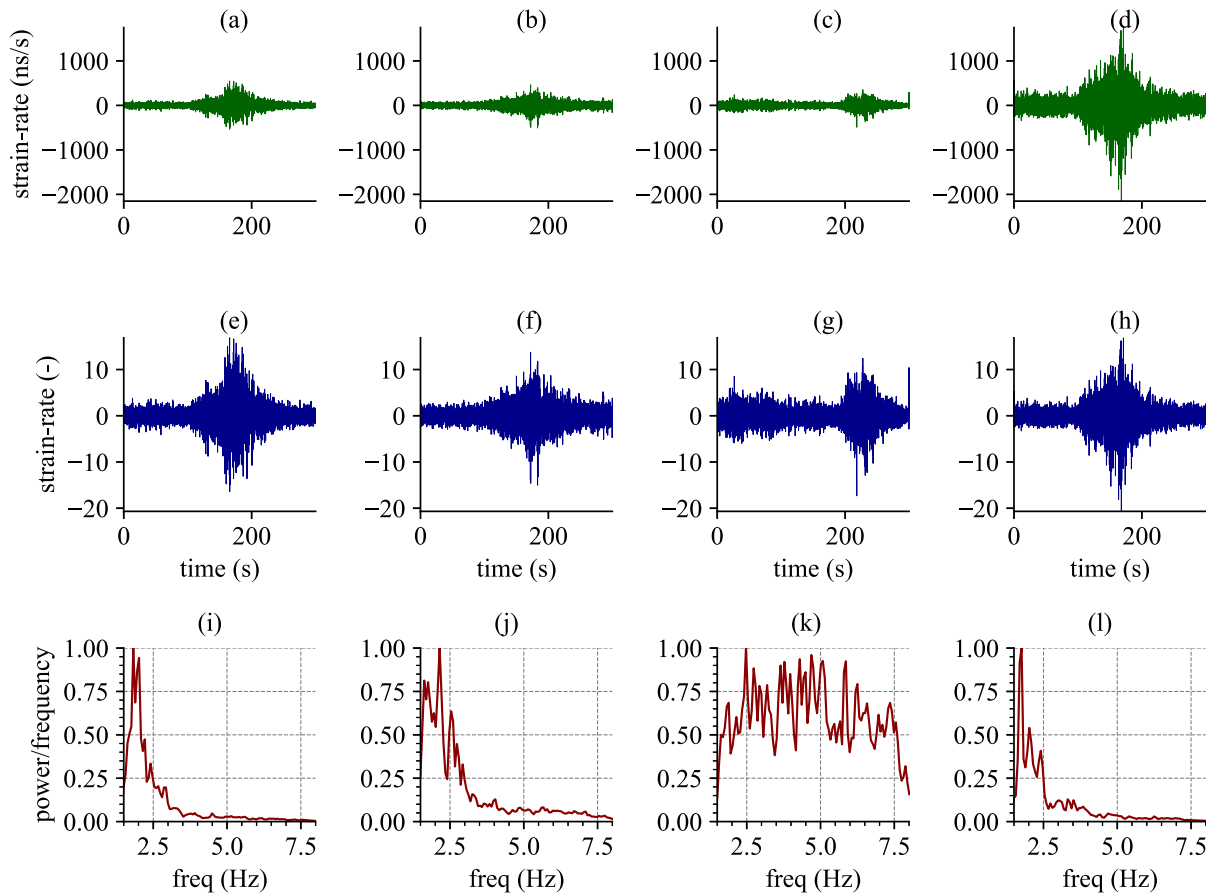 (a) (b) (c) (d)
strain-rate (ns/s)
1000 1000 1000 1000
0 0 0 0
−1000 −1000 −1000 −1000
−2000 −2000 −2000 −2000
0 200 0 200 0 200 0 200
(e) (f) (g) (h)
strain-rate (-)
10 10 10 10
0 0 0 0
−10 −10 −10 −10
−20 −20 −20 −20
0 200 0 200 0 200 0 200
time (s) time (s) time (s) time (s)
(i) (j) (k) (l)
power/frequency
1.00 1.00 1.00 1.00
0.75 0.75 0.75 0.75
0.50 0.50 0.50 0.50
0.25 0.25 0.25 0.25
0.00 0.00 0.00 0.00
2.5 5.0 7.5 2.5 5.0 7.5 2.5 5.0 7.5 2.5 5.0 7.5
freq (Hz) freq (Hz) freq (Hz) freq (Hz)